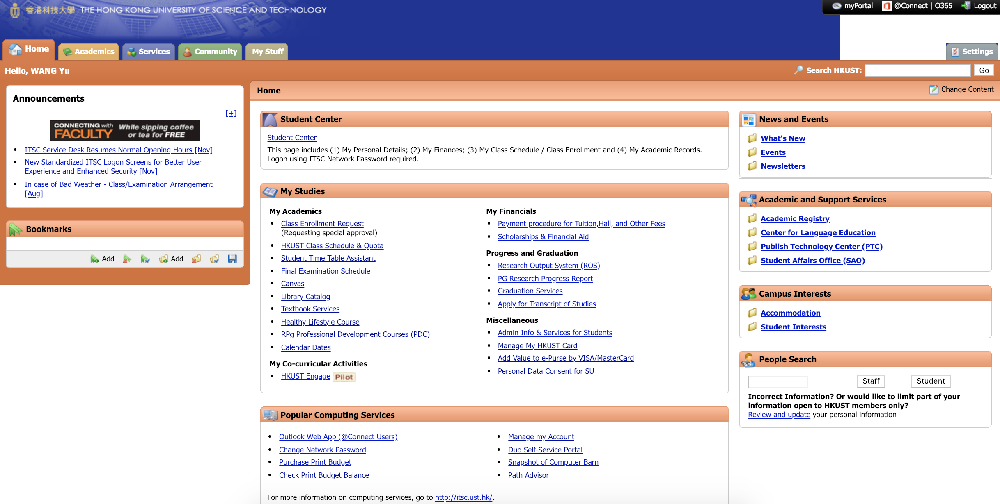 香港科技大學 THE HONG KONG UNIVERSITY OF SCIENCE AND TECHNOLOGY
myPortal @Connect | O365 Logout
Home Academics Services Community My Stuff Settings
Hello, WANG Yu
Search HKUST: Go
Announcements
[+]
CONNECTING with FACULTY While sipping coffee
or tea for FREE
• ITSC Service Desk Resumes Normal Opening Hours [Nov]
• New Standardized ITSC Logon Screens for Better User
Experience and Enhanced Security [Nov]
• In case of Bad Weather - Class/Examination Arrangement
[Aug]
Bookmarks
Add Add
Home
Change Content
Student Center
Student Center
This page includes (1) My Personal Details; (2) My Finances; (3) My Class Schedule / Class Enrollment and (4) My Academic Records.
Logon using ITSC Network Password required.
My Studies
My Academics
• Class Enrollment Request
(Requesting special approval)
• HKUST Class Schedule & Quota
• Student Time Table Assistant
• Final Examination Schedule
• Canvas
• Library Catalog
• Textbook Services
• Healthy Lifestyle Course
• RPg Professional Development Courses (PDC)
• Calendar Dates
My Co-curricular Activities
• HKUST Engage Pilot
My Financials
• Payment procedure for Tuition,Hall, and Other Fees
• Scholarships & Financial Aid
Progress and Graduation
• Research Output System (ROS)
• PG Research Progress Report
• Graduation Services
• Apply for Transcript of Studies
Miscellaneous
• Admin Info & Services for Students
• Manage My HKUST Card
• Add Value to e-Purse by VISA/MasterCard
• Personal Data Consent for SU
Popular Computing Services
• Outlook Web App (@Connect Users)
• Change Network Password
• Purchase Print Budget
• Check Print Budget Balance
• Manage my Account
• Duo Self-Service Portal
• Snapshot of Computer Barn
• Path Advisor
For more information on computing services, go to http://itsc.ust.hk/.
News and Events
What's New
Events
Newsletters
Academic and Support Services
Academic Registry
Center for Language Education
Publish Technology Center (PTC)
Student Affairs Office (SAO)
Campus Interests
Accommodation
Student Interests
People Search
Staff Student
Incorrect Information? Or would like to limit part of your
information open to HKUST members only?
Review and update your personal information